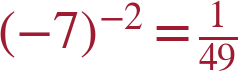 (−7)⁻² = 1/49